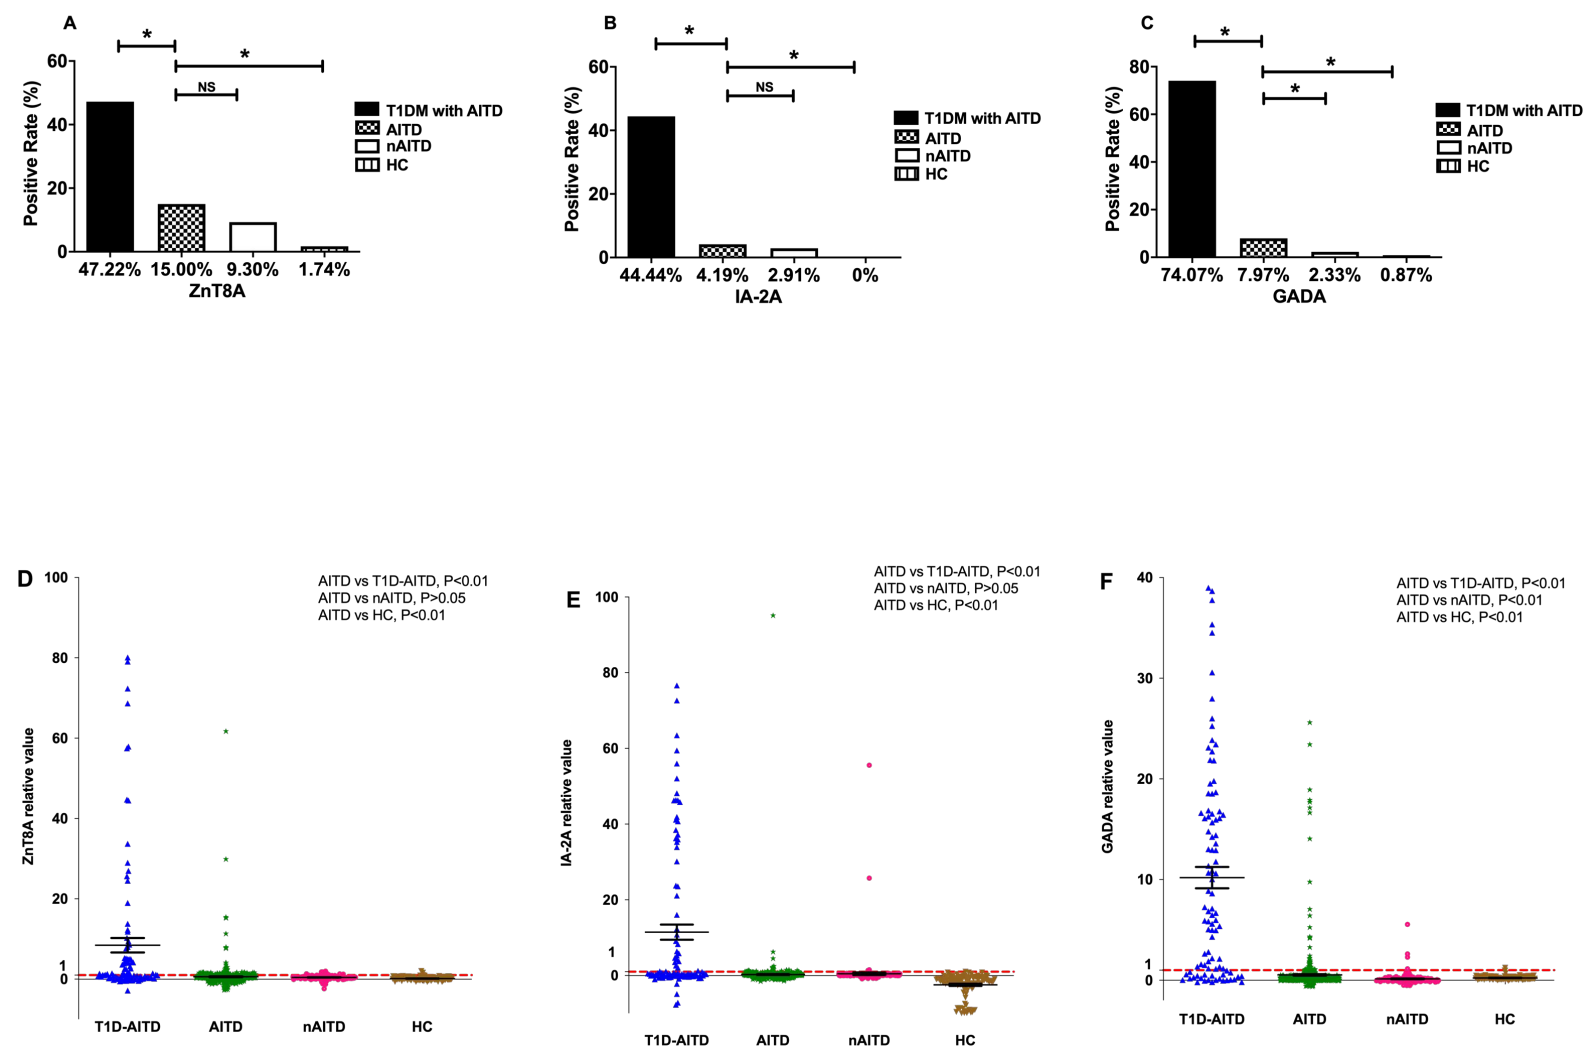 A
*
*
NS
60
40
20
0
Positive Rate (%)
T1DM with AITD
AITD
nAITD
HC
47.22% 15.00% 9.30% 1.74%
ZnT8A
B
*
*
NS
60
40
20
0
Positive Rate (%)
T1DM with AITD
AITD
nAITD
HC
44.44% 4.19% 2.91% 0%
IA-2A
C
*
*
*
80
60
40
20
0
Positive Rate (%)
T1DM with AITD
AITD
nAITD
HC
74.07% 7.97% 2.33% 0.87%
GADA
D
AITD vs T1D-AITD, P<0.01
AITD vs nAITD, P>0.05
AITD vs HC, P<0.01
100
80
60
40
20
1
0
ZnT8A relative value
T1D-AITD AITD nAITD HC
E
AITD vs T1D-AITD, P<0.01
AITD vs nAITD, P>0.05
AITD vs HC, P<0.01
100
80
60
40
20
1
0
IA-2A relative value
T1D-AITD AITD nAITD HC
F
AITD vs T1D-AITD, P<0.01
AITD vs nAITD, P<0.01
AITD vs HC, P<0.01
40
30
20
10
1
0
GADA relative value
T1D-AITD AITD nAITD HC